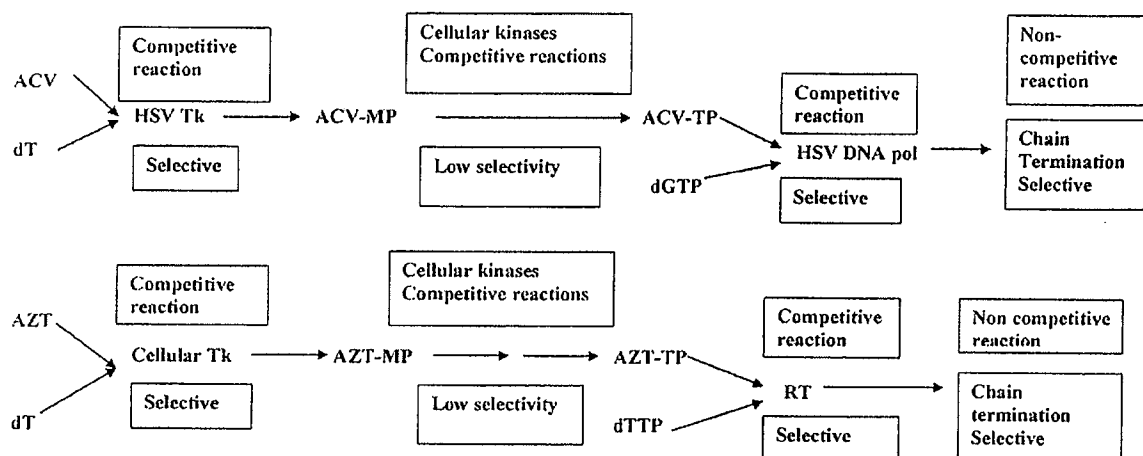 Competitive
reaction
Cellular kinases
Competitive reactions
Non-
competitive
reaction
ACV
HSV Tk
ACV-MP
ACV-TP
Competitive
reaction
dT
Selective
Low selectivity
dGTP
HSV DNA pol
Selective
Chain
Termination
Selective
Competitive
reaction
Cellular kinases
Competitive reactions
Competitive
reaction
Non competitive
reaction
AZT
Cellular Tk
AZT-MP
AZT-TP
RT
dT
Selective
Low selectivity
dTTP
Selective
Chain
termination
Selective